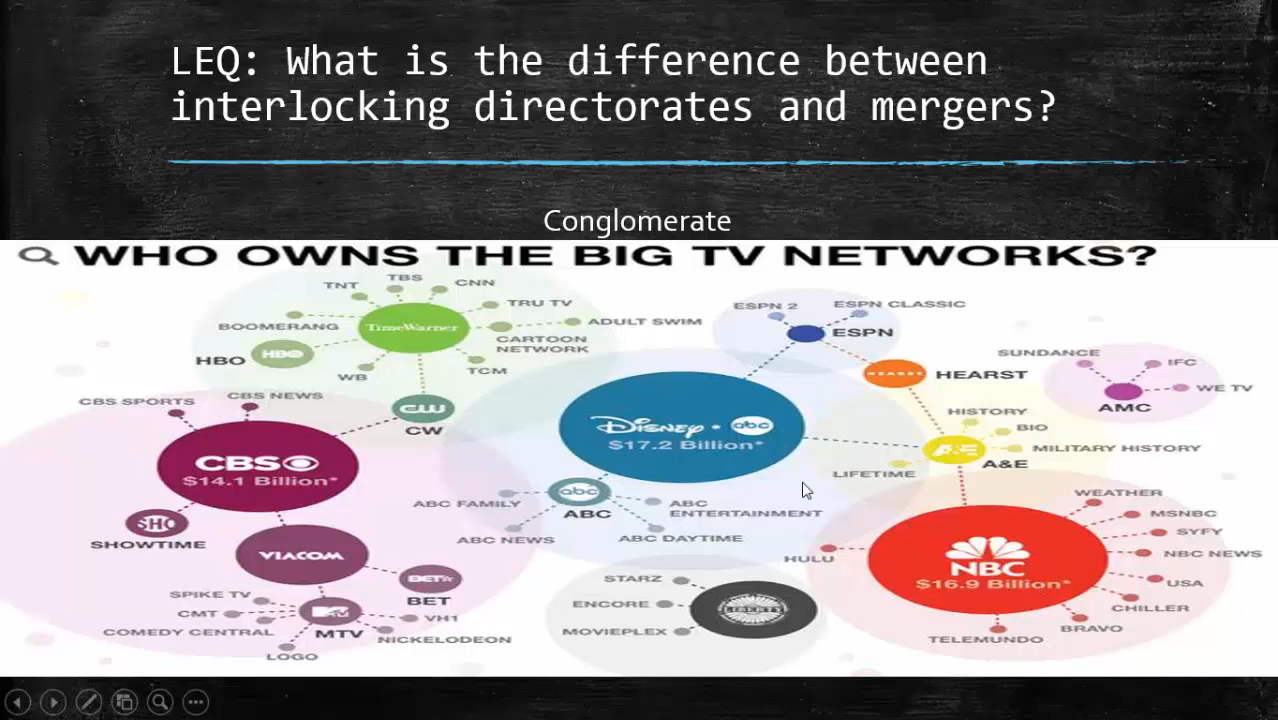 LEQ: What is the difference between
interlocking directorates and mergers?
Conglomerate
WHO OWNS THE BIG TV NETWORKS?
TNT
TBS
CNN
TRU TV
BOOMERANG
TimeWarner
ADULT SWIM
CARTOON
NETWORK
HBO
HBO
WB
TCM
CBS SPORTS
CBS NEWS
CW
CW
CBS
$14.1 Billion*
SHO
SHOWTIME
VIACOM
BET
BET
SPIKE TV
CMT
MTV
MTV
VH1
COMEDY CENTRAL
NICKELODEON
LOGO
ESPN 2
ESPN CLASSIC
ESPN
HEARST
HEARST
SUNDANCE
IFC
WE TV
AMC
DISNEY • abc
$17.2 Billion*
HISTORY
BIO
MILITARY HISTORY
A&E
A&E
LIFETIME
ABC FAMILY
abc
ABC
ABC
ENTERTAINMENT
ABC NEWS
ABC DAYTIME
STARZ
ENCORE
MOVIEPLEX
LIBERTY
HULU
NBC
$16.9 Billion*
WEATHER
MSNBC
SYFY
NBC NEWS
USA
CHILLER
BRAVO
TELEMUNDO